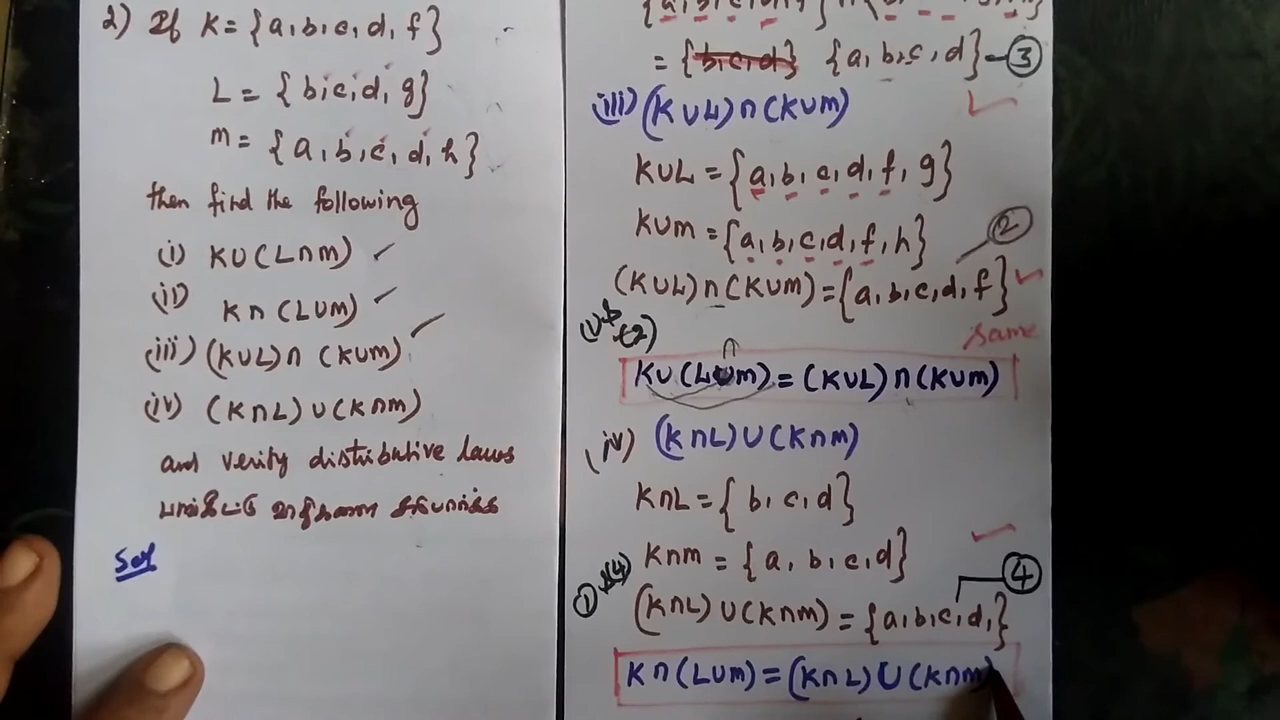 2) If K = {a, b, c, d, f}
L = { b, c, d, g}
m = {a, b, c, d, h}
then find the following
(i) K∪(L∩m) ✓
(ii) K∩(L∪m) ✓
(iii) (K∪L)∩(K∪m) ✓
(iv) (K∩L)∪(K∩m)
and verify distributive laws
Sol
= {b, c, d} {a, b, c, d} - ③
(iii) (K∪L)∩(K∪m)
K∪L = {a, b, c, d, f, g}
K∪m = {a, b, c, d, f, h}
②
(K∪L)∩(K∪m) = {a, b, c, d, f} ✓
same
∩
K∪(L∪m) = (K∪L)∩(K∪m)
(iv) (K∩L)∪(K∩m)
K∩L = { b, c, d}
K∩m = {a, b, c, d}
④
(K∩L)∪(K∩m) = {a, b, c, d, }
K∩(L∪m) = (K∩L)∪(K∩m)